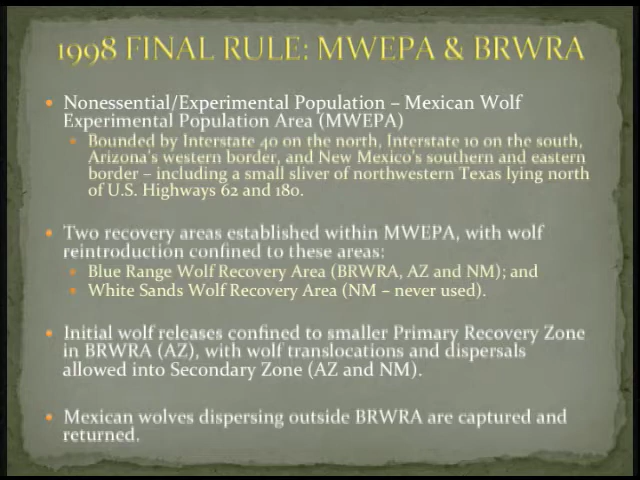 1998 FINAL RULE: MWEPA & BRWRA
• Nonessential/Experimental Population – Mexican Wolf
Experimental Population Area (MWEPA)
• Bounded by Interstate 40 on the north, Interstate 10 on the south,
Arizona's western border, and New Mexico's southern and eastern
border – including a small sliver of northwestern Texas lying north
of U.S. Highways 62 and 180.
• Two recovery areas established within MWEPA, with wolf
reintroduction confined to these areas:
• Blue Range Wolf Recovery Area (BRWRA, AZ and NM); and
• White Sands Wolf Recovery Area (NM – never used).
• Initial wolf releases confined to smaller Primary Recovery Zone
in BRWRA (AZ), with wolf translocations and dispersals
allowed into Secondary Zone (AZ and NM).
• Mexican wolves dispersing outside BRWRA are captured and
returned.